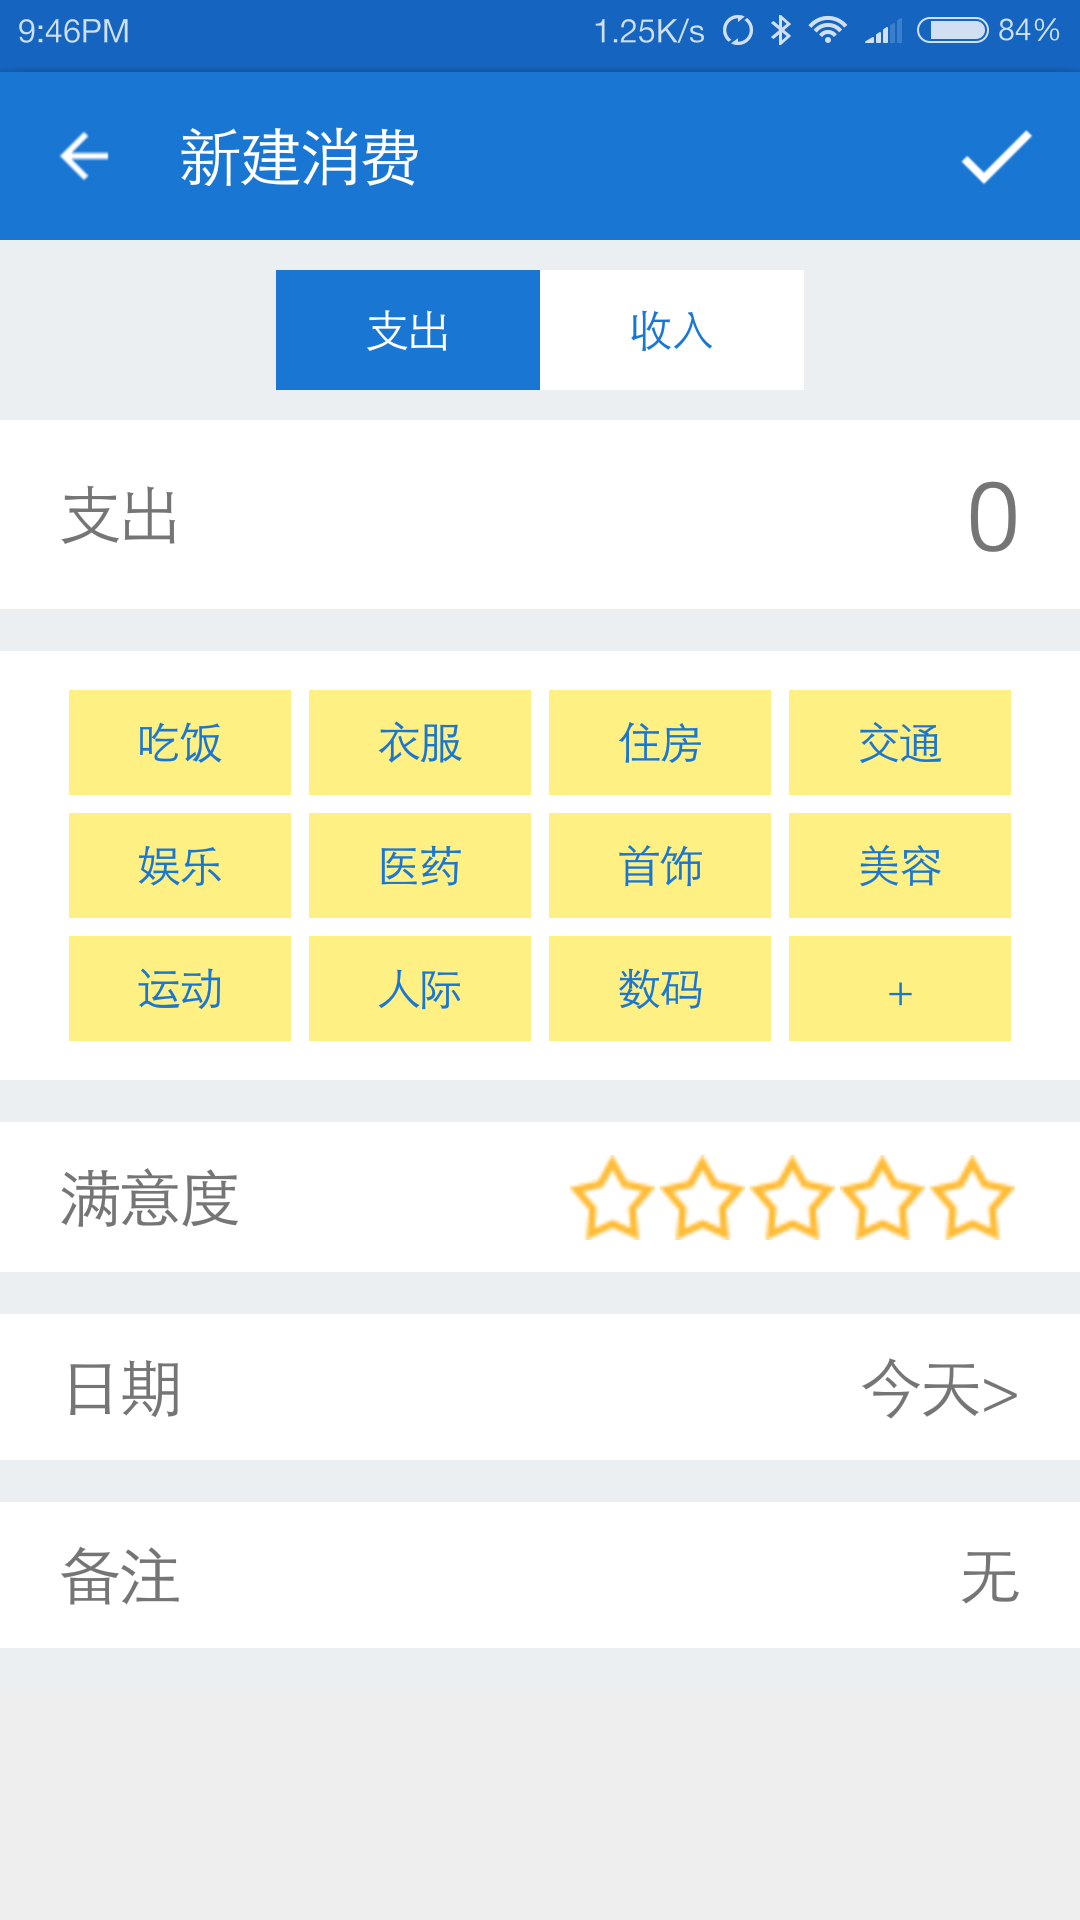 9:46PM 1.25K/s 84%
新建消费
支出 收入
支出 0
吃饭 衣服 住房 交通
娱乐 医药 首饰 美容
运动 人际 数码 +
满意度
日期 今天>
备注 无